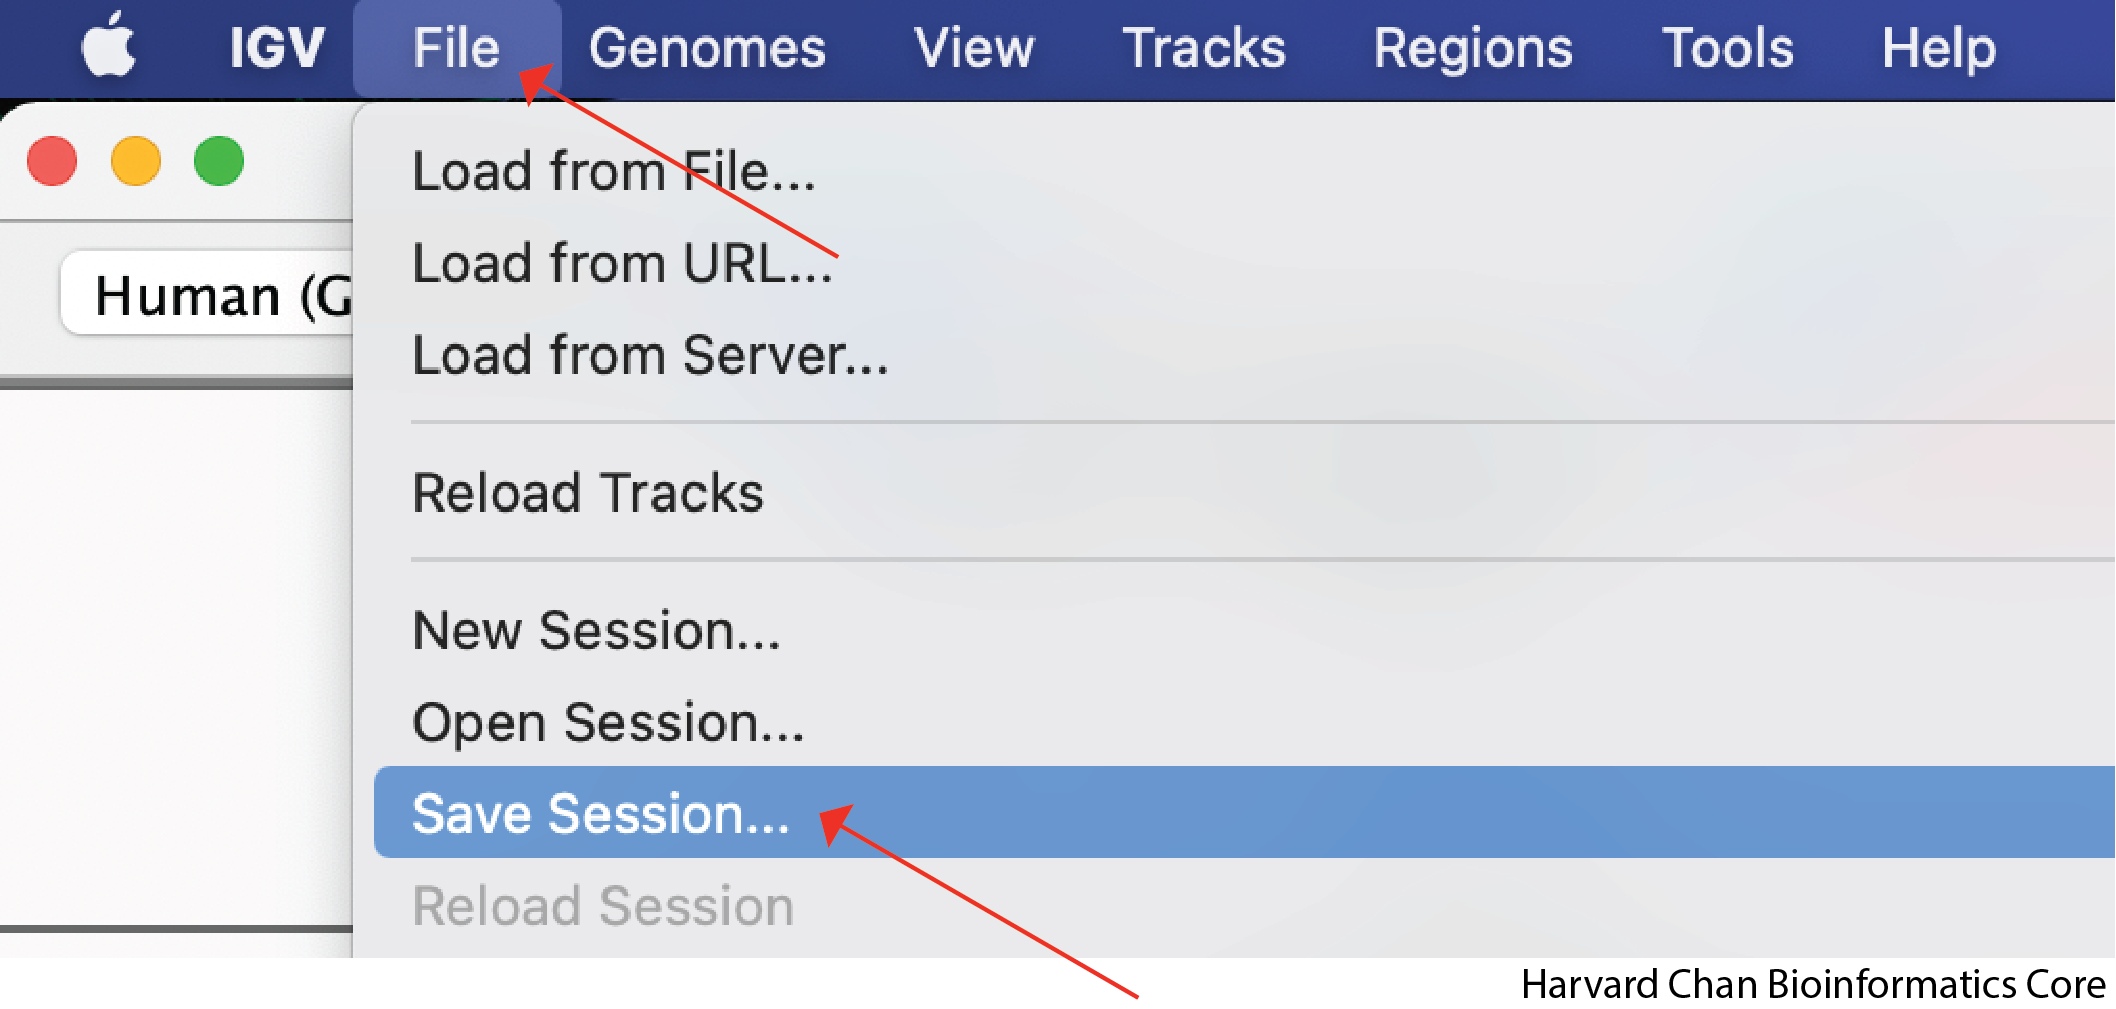 IGV File Genomes View Tracks Regions Tools Help
Load from File...
Load from URL...
Human (G
Load from Server...
Reload Tracks
New Session...
Open Session...
Save Session...
Reload Session
Harvard Chan Bioinformatics Core